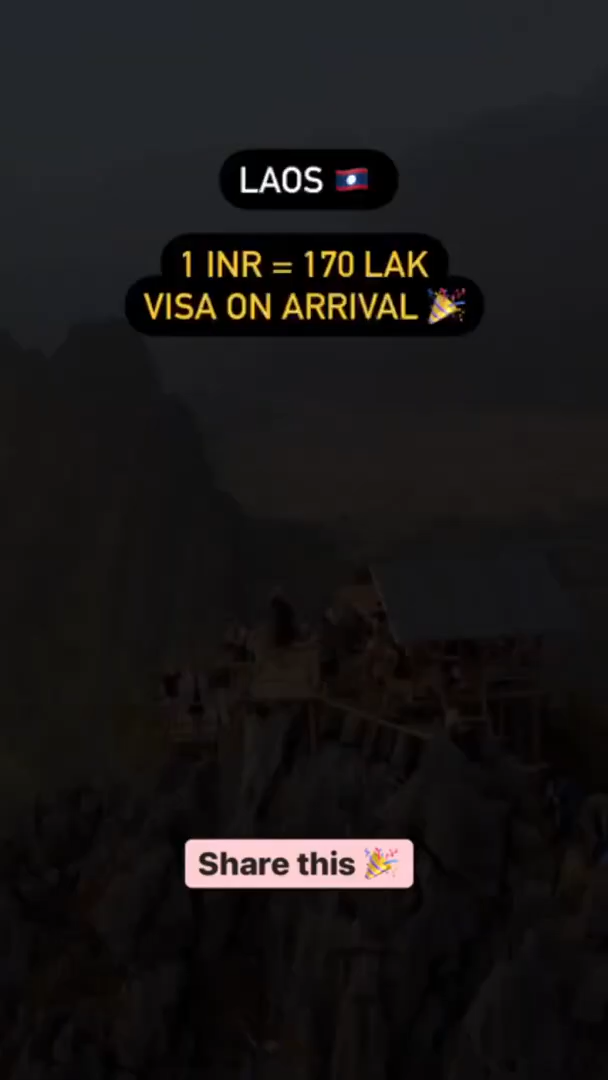 LAOS 🇱🇦
1 INR = 170 LAK
VISA ON ARRIVAL 🎉
Share this 🎉